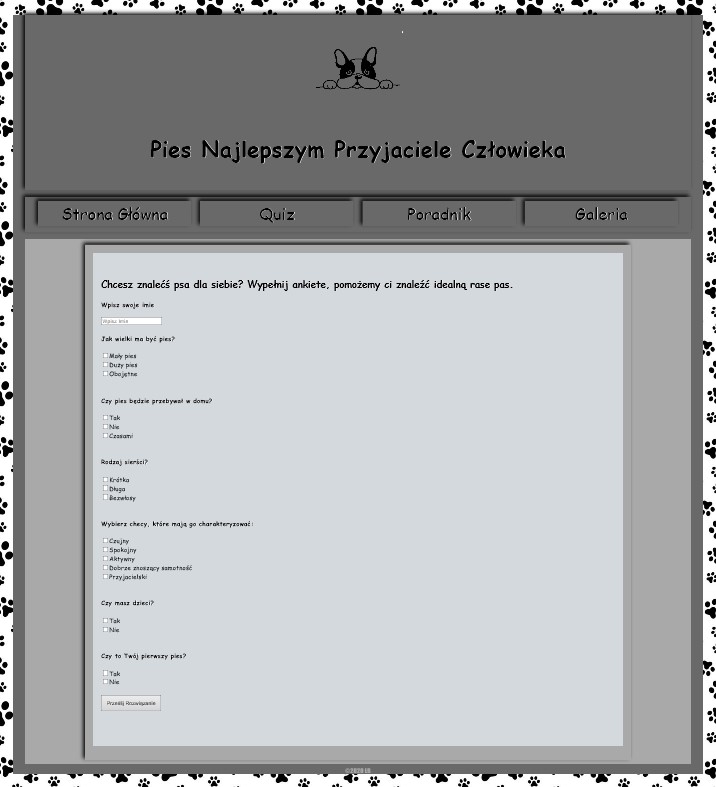 Pies Najlepszym Przyjaciele Człowieka
Strona Główna Quiz Poradnik Galeria
Chcesz znalećś psa dla siebie? Wypełnij ankiete, pomożemy ci znaleźć idealną rase pas.
Wpisz swoje imie
Wpisz imie
Jak wielki ma być pies?
Mały pies
Duży pies
Obojętne
Czy pies będzie przebywał w domu?
Tak
Nie
Czasami
Rodzaj sierści?
Krótka
Długa
Bezwłosy
Wybierz checy, które mają go charakteryzować:
Czujny
Spokojny
Aktywny
Dobrze znoszący samotność
Przyjacielski
Czy masz dzieci?
Tak
Nie
Czy to Twój pierwszy pies?
Tak
Nie
Prześlij Rozwiązanie